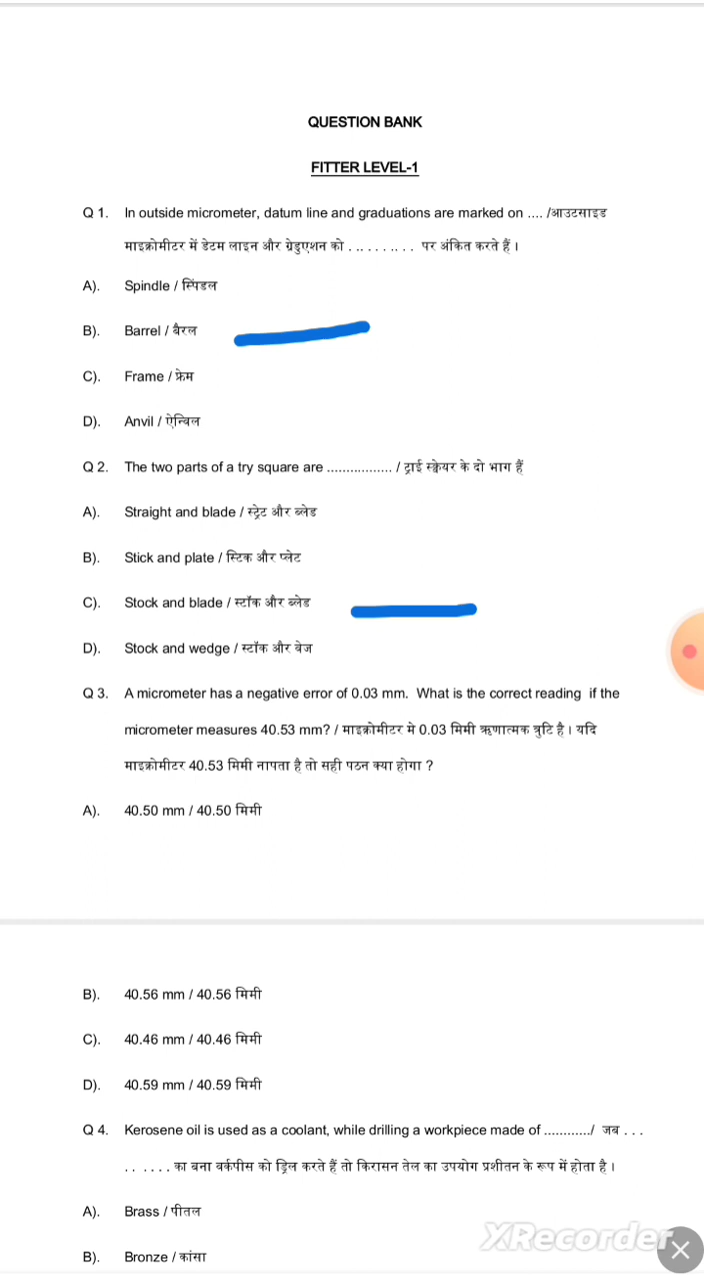 QUESTION BANK
FITTER LEVEL-1
Q 1. In outside micrometer, datum line and graduations are marked on .... /आउटसाइड
माइक्रोमीटर में डेटम लाइन और ग्रेडुएशन को . .. . . . .. . . पर अंकित करते हैं ।
A). Spindle / स्पिंडल
B). Barrel / बैरल
C). Frame / फ्रेम
D). Anvil / ऐन्विल
Q 2. The two parts of a try square are ................. / ट्राई स्क्वेयर के दो भाग हैं
A). Straight and blade / स्ट्रेट और ब्लेड
B). Stick and plate / स्टिक और प्लेट
C). Stock and blade / स्टॉक और ब्लेड
D). Stock and wedge / स्टॉक और वेज
Q 3. A micrometer has a negative error of 0.03 mm. What is the correct reading if the
micrometer measures 40.53 mm? / माइक्रोमीटर मे 0.03 मिमी ऋणात्मक त्रुटि है । यदि
माइक्रोमीटर 40.53 मिमी नापता है तो सही पठन क्या होगा ?
A). 40.50 mm / 40.50 मिमी
B). 40.56 mm / 40.56 मिमी
C). 40.46 mm / 40.46 मिमी
D). 40.59 mm / 40.59 मिमी
Q 4. Kerosene oil is used as a coolant, while drilling a workpiece made of ............/ जब . . .
. . . . . . का बना वर्कपीस को ड्रिल करते हैं तो किरासन तेल का उपयोग प्रशीतन के रूप में होता है ।
A). Brass / पीतल
B). Bronze / कांसा
XRecorder